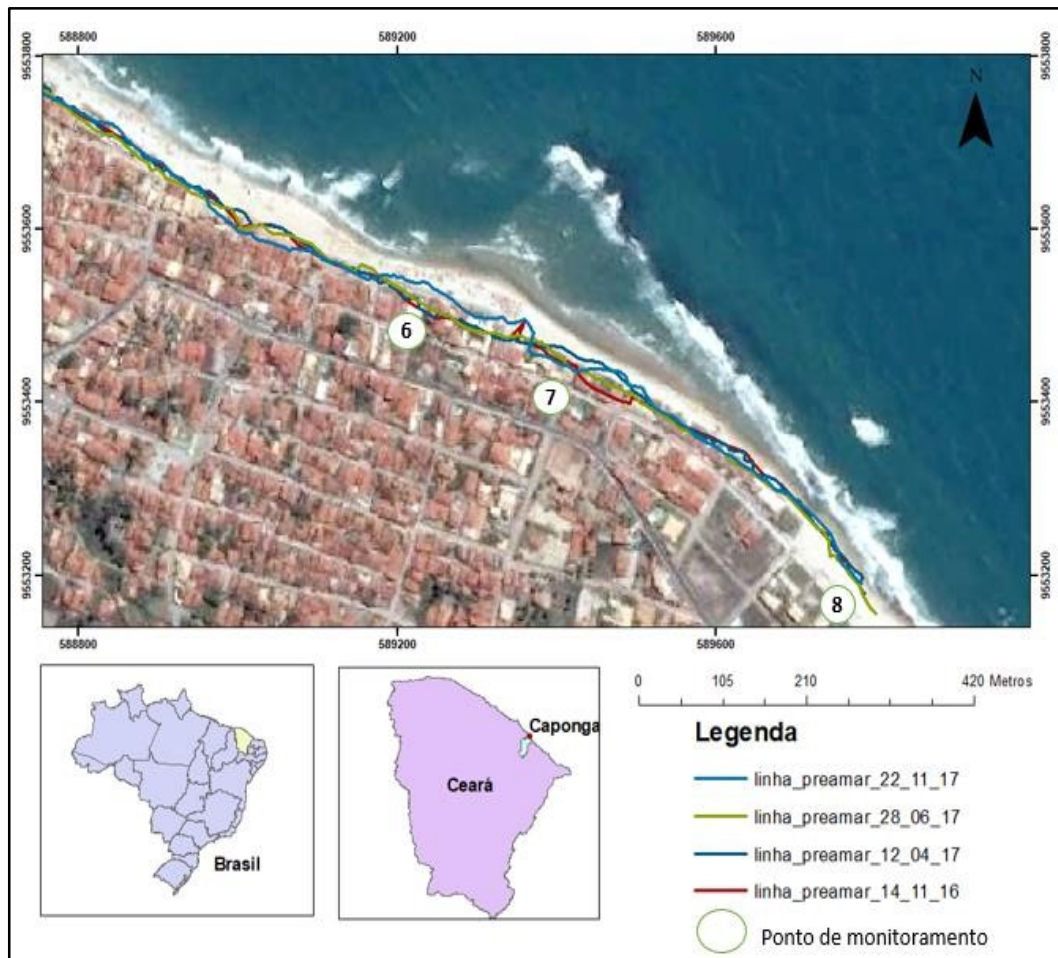 588800 589200 589600
9553800 9553800
N
9553600 9553600
6
7
9553400 9553400
9553200 9553200
8
588800 589200 589600
0 105 210 420 Metros
Caponga
Ceará
Brasil
Legenda
linha_preamar_22_11_17
linha_preamar_28_06_17
linha_preamar_12_04_17
linha_preamar_14_11_16
Ponto de monitoramento